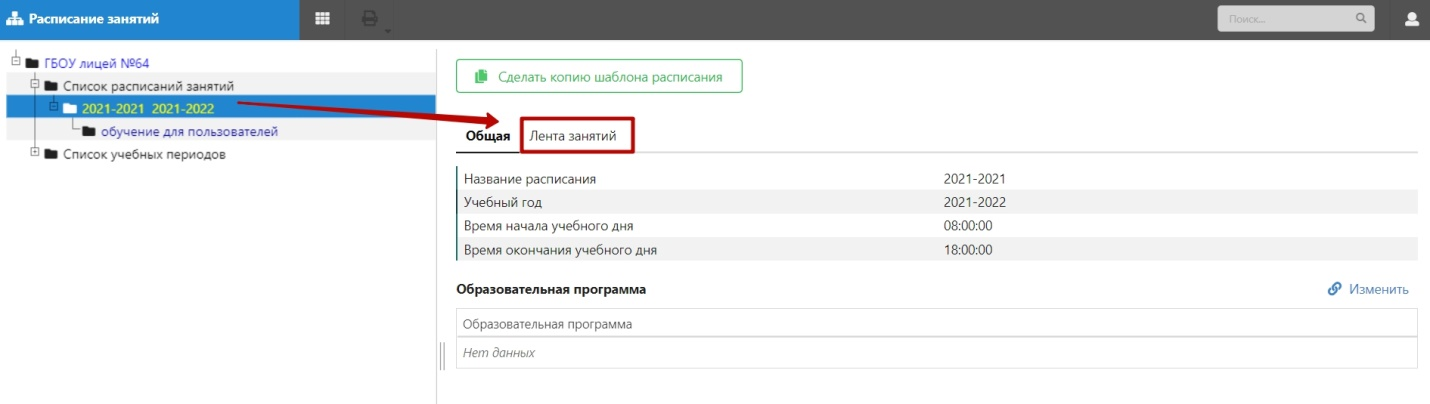 Расписание занятий
Поиск...
ГБОУ лицей №64
Список расписаний занятий
2021-2021 2021-2022
обучение для пользователей
Список учебных периодов
Сделать копию шаблона расписания
Общая Лента занятий
Название расписания 2021-2021
Учебный год 2021-2022
Время начала учебного дня 08:00:00
Время окончания учебного дня 18:00:00
Образовательная программа Изменить
Образовательная программа
Нет данных